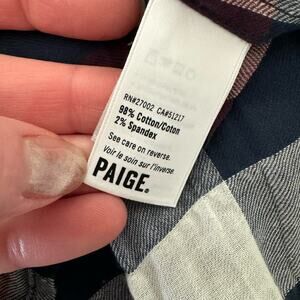 RN#27002 CA#51217
98% Cotton/Coton
2% Spandex
See care on reverse.
Voir le soin sur l'inverse.
PAIGE.